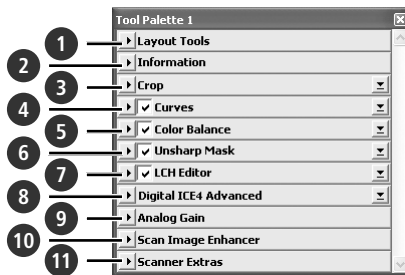 Tool Palette 1
1 Layout Tools
2 Information
3 Crop
4 Curves
5 Color Balance
6 Unsharp Mask
7 LCH Editor
8 Digital ICE4 Advanced
9 Analog Gain
10 Scan Image Enhancer
11 Scanner Extras